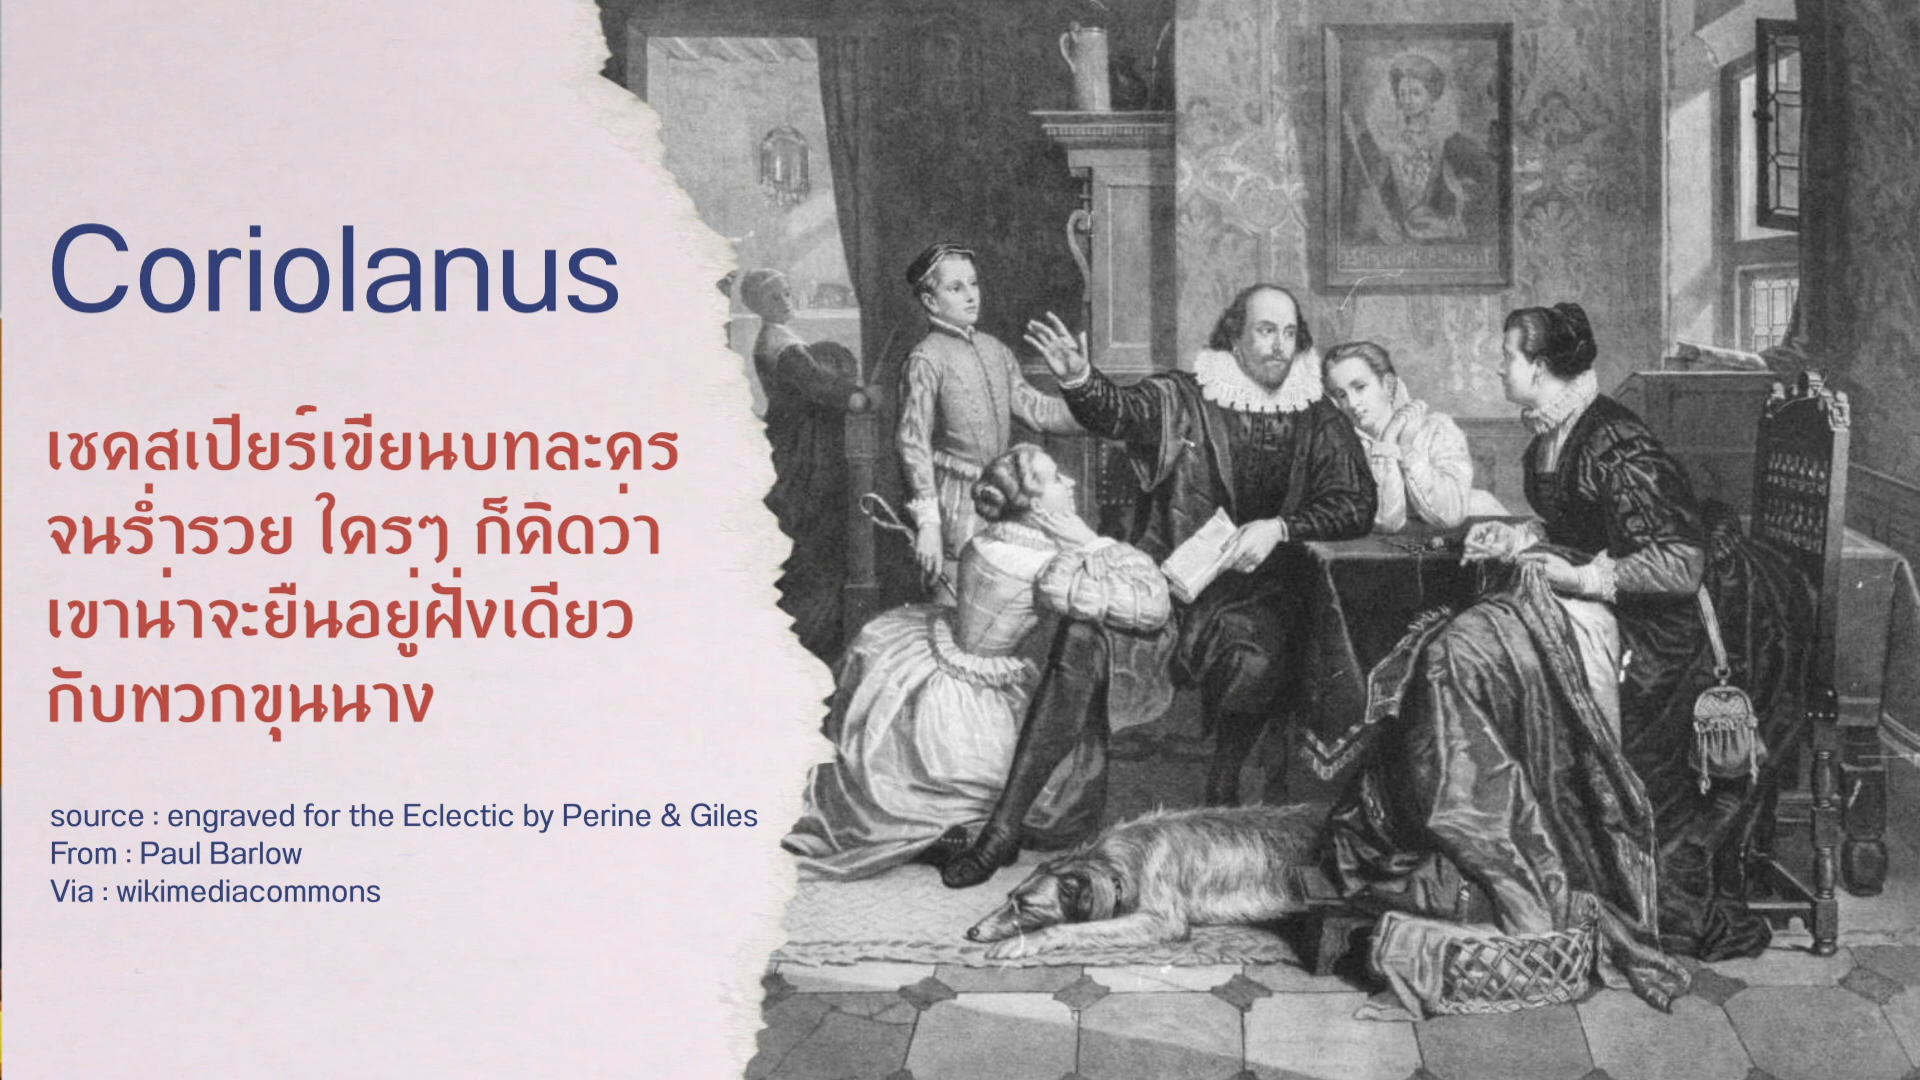 Coriolanus
เชคสเปียร์เขียนบทละคร
จนร่ำรวย ใครๆ ก็คิดว่า
เขาน่าจะยืนอยู่ฝั่งเดียว
กับพวกขุนนาง
source : engraved for the Eclectic by Perine & Giles
From : Paul Barlow
Via : wikimediacommons